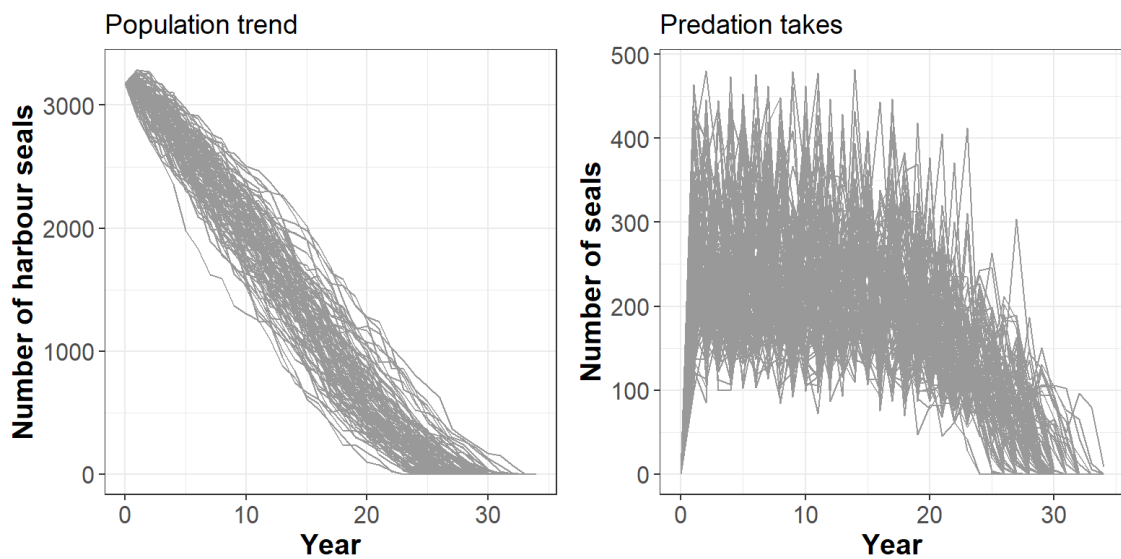 Population trend
Number of harbour seals
3000
2000
1000
0
0 10 20 30
Year
Predation takes
Number of seals
500
400
300
200
100
0
0 10 20 30
Year